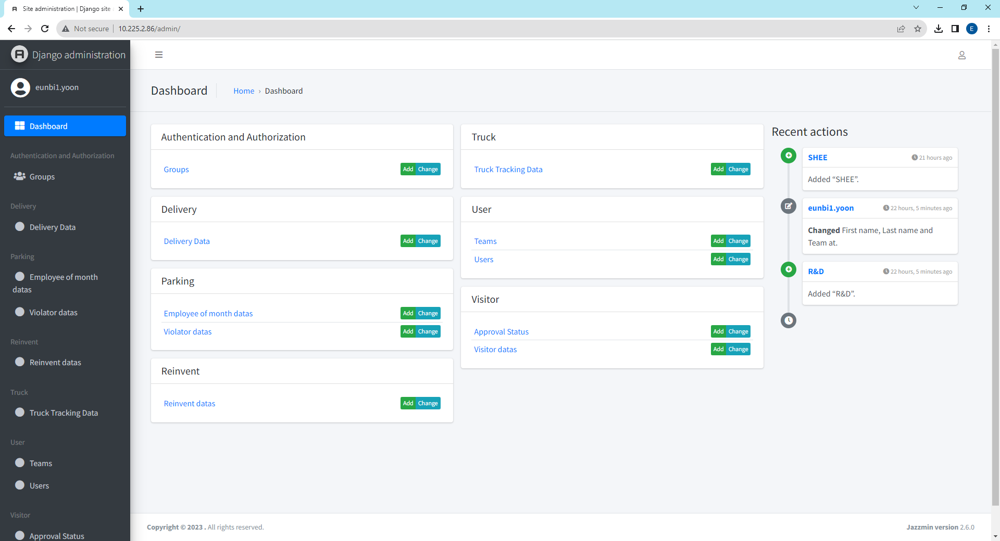 Site administration | Django site
Not secure
10.225.2.86/admin/
E
Django administration
eunbi1.yoon
Dashboard
Authentication and Authorization
Groups
Delivery
Delivery Data
Parking
Employee of month
datas
Violator datas
Reinvent
Reinvent datas
Truck
Truck Tracking Data
User
Teams
Users
Visitor
Approval Status
Dashboard
Home › Dashboard
Authentication and Authorization
Groups Add Change
Delivery
Delivery Data Add Change
Parking
Employee of month datas Add Change
Violator datas Add Change
Reinvent
Reinvent datas Add Change
Truck
Truck Tracking Data Add Change
User
Teams Add Change
Users Add Change
Visitor
Approval Status Add Change
Visitor datas Add Change
Recent actions
SHEE 21 hours ago
Added “SHEE”.
eunbi1.yoon 22 hours, 5 minutes ago
Changed First name, Last name and
Team at.
R&D 22 hours, 5 minutes ago
Added “R&D”.
Copyright © 2023 . All rights reserved.
Jazzmin version 2.6.0